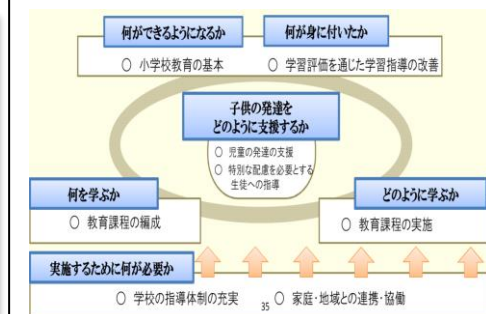 何ができるようになるか
何が身に付いたか
○ 小学校教育の基本
○ 学習評価を通じた学習指導の改善
子供の発達を
どのように支援するか
○ 児童の発達の支援
○ 特別な配慮を必要とする
生徒への指導
何を学ぶか
どのように学ぶか
○ 教育課程の編成
○ 教育課程の実施
実施するために何が必要か
○ 学校の指導体制の充実
○ 家庭・地域との連携・協働
35